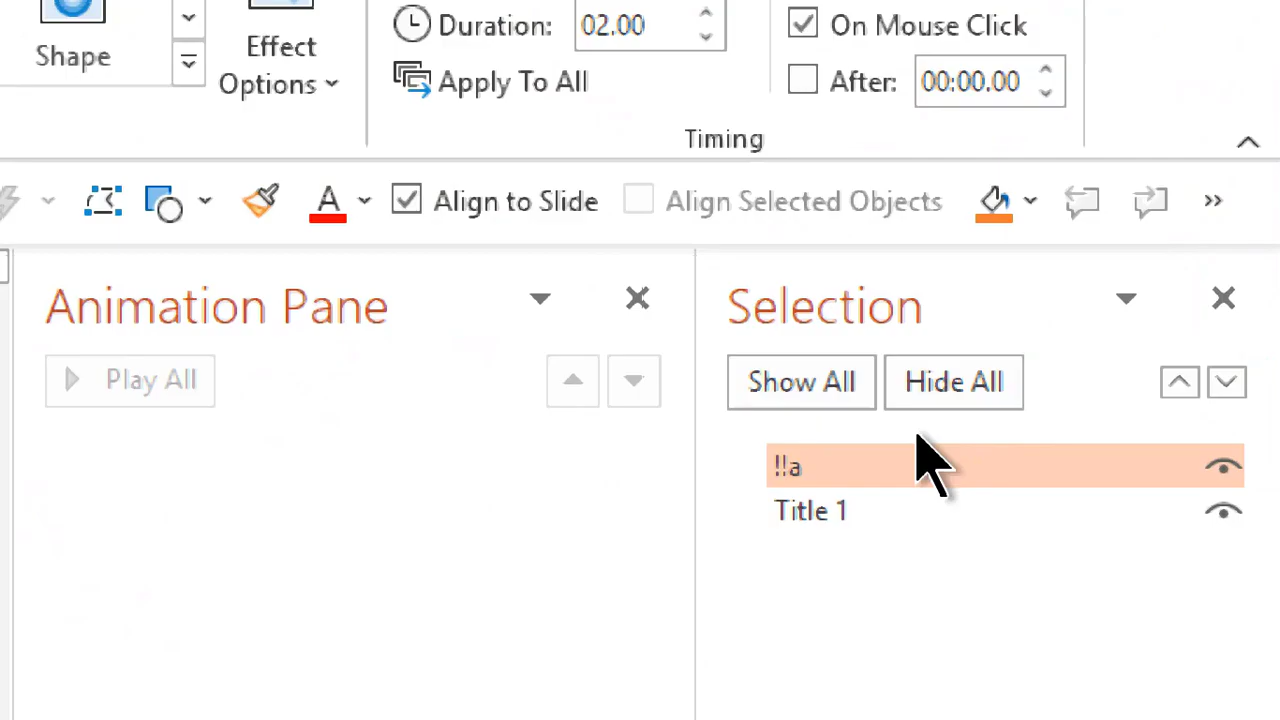 Shape
Effect
Options
Duration: 02.00
Apply To All
On Mouse Click
After: 00:00.00
Timing
A
Align to Slide
Align Selected Objects
Animation Pane
Play All
Selection
Show All
Hide All
!!a
Title 1